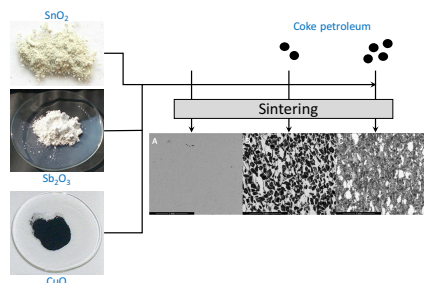 SnO₂
Coke petroleum
Sintering
A
Sb₂O₃
CuO